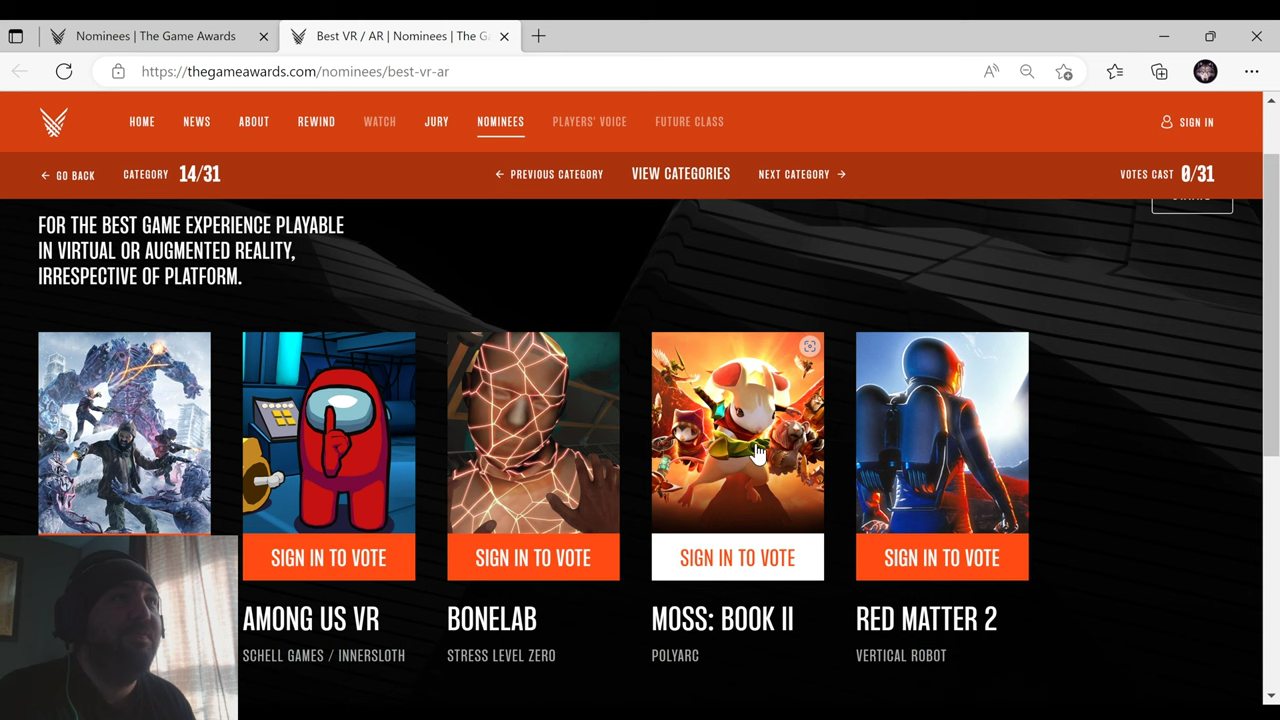 Nominees | The Game Awards
Best VR / AR | Nominees | The G
https://thegameawards.com/nominees/best-vr-ar
HOME NEWS ABOUT REWIND WATCH JURY NOMINEES PLAYERS' VOICE FUTURE CLASS SIGN IN
GO BACK CATEGORY 14/31 PREVIOUS CATEGORY VIEW CATEGORIES NEXT CATEGORY VOTES CAST 0/31
FOR THE BEST GAME EXPERIENCE PLAYABLE
IN VIRTUAL OR AUGMENTED REALITY,
IRRESPECTIVE OF PLATFORM.
SIGN IN TO VOTE SIGN IN TO VOTE SIGN IN TO VOTE SIGN IN TO VOTE
AMONG US VR BONELAB MOSS: BOOK II RED MATTER 2
SCHELL GAMES / INNERSLOTH STRESS LEVEL ZERO POLYARC VERTICAL ROBOT